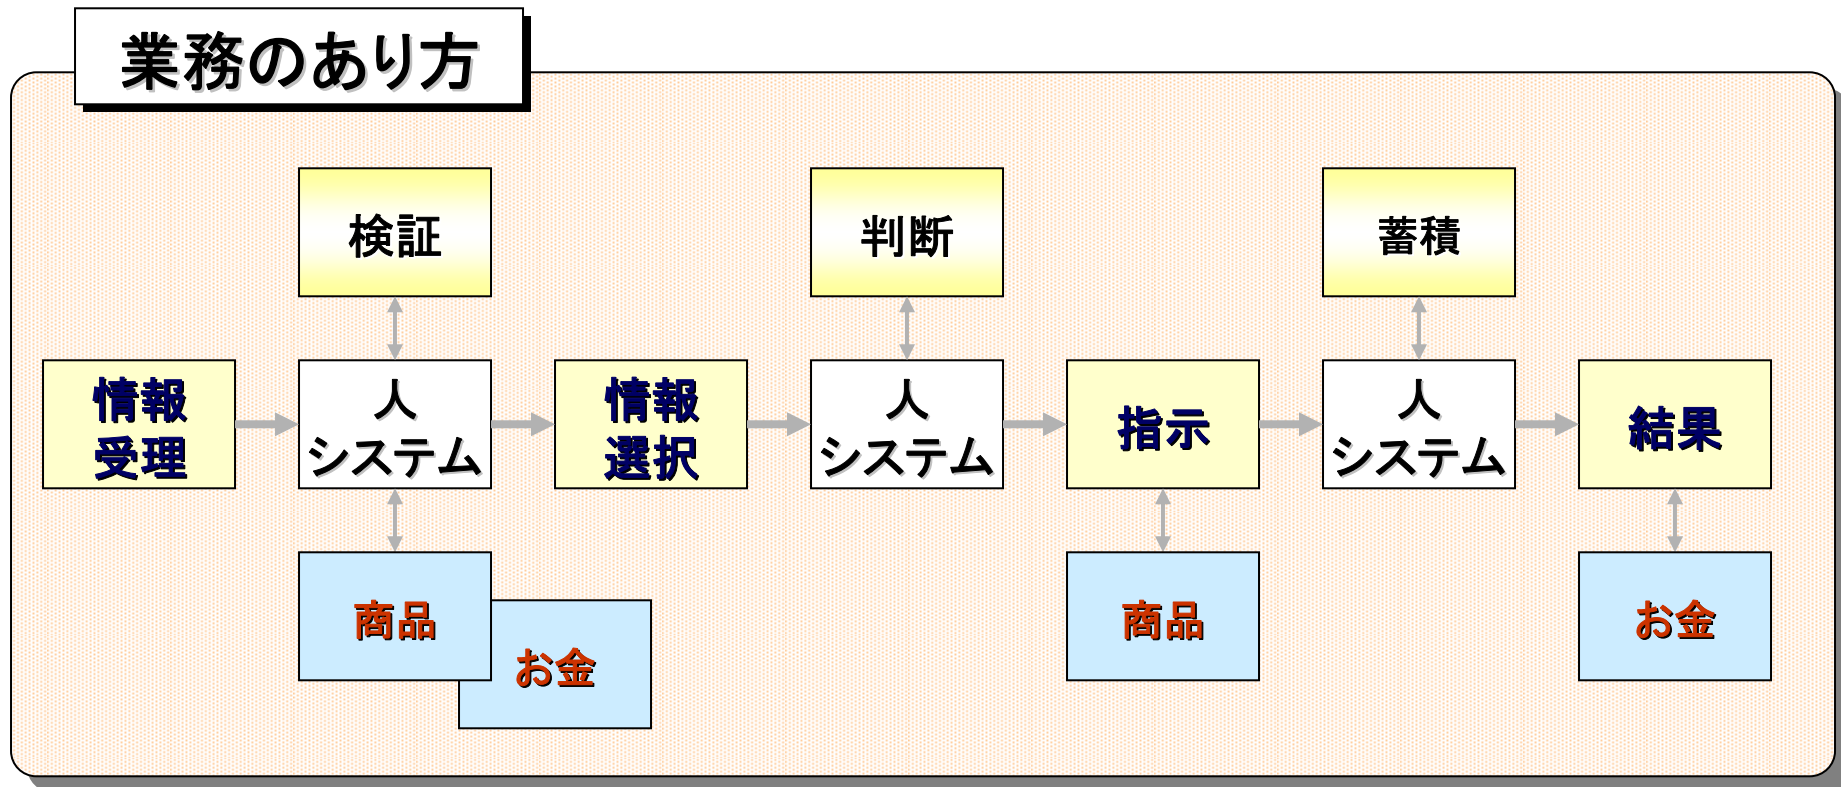 業務のあり方
検証
判断
蓄積
情報
受理
人
システム
情報
選択
人
システム
指示
人
システム
結果
商品
お金
商品
お金